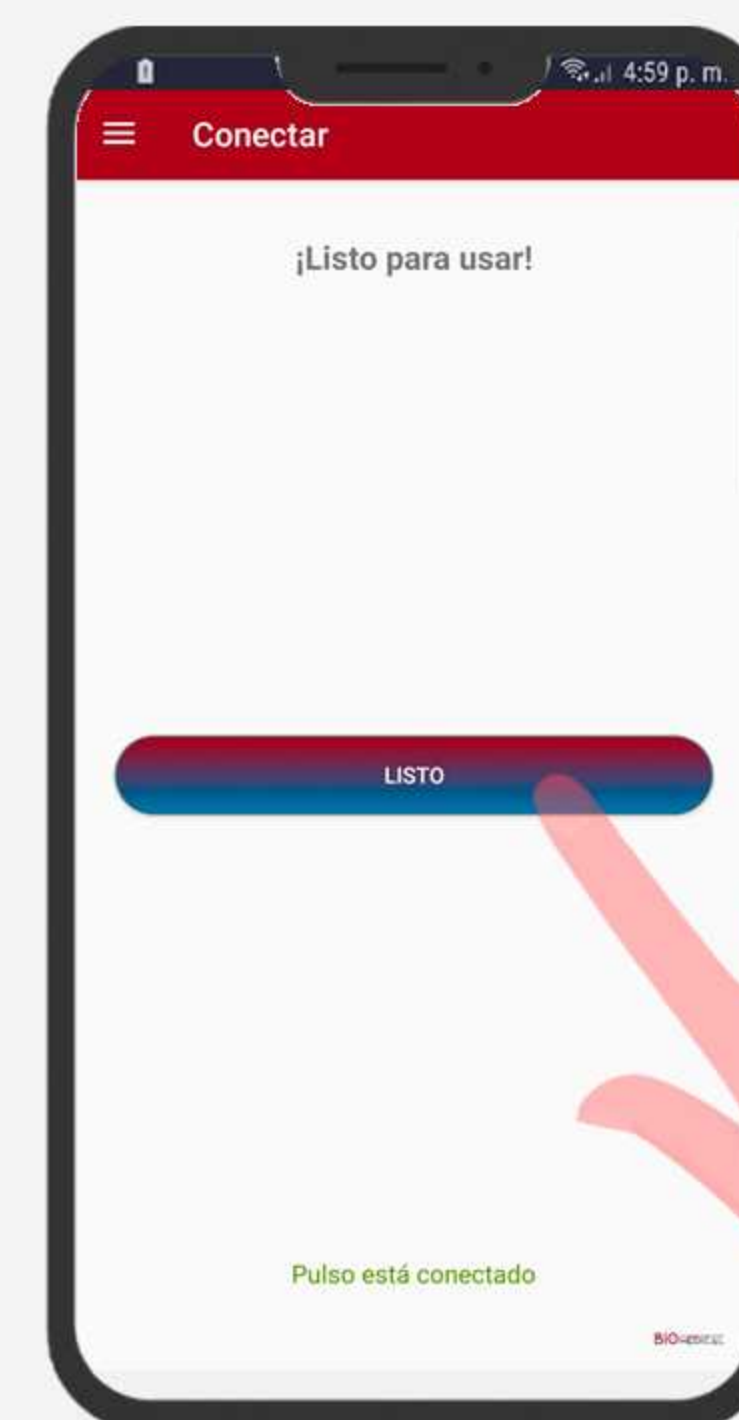 4:59 p. m.
Conectar
¡Listo para usar!
LISTO
Pulso está conectado